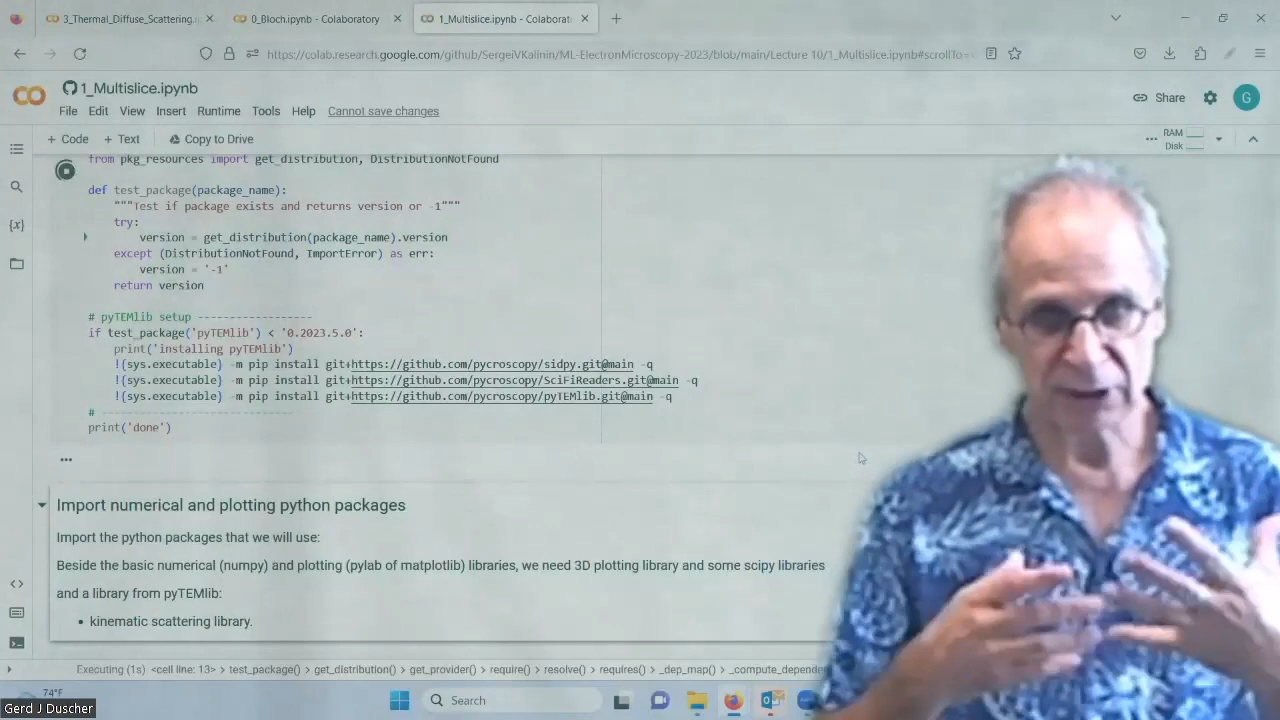 3_Thermal_Diffuse_Scattering.i
0_Bloch.ipynb - Colaboratory
1_Multislice.ipynb - Colaborat
https://colab.research.google.com/github/SergeiVKalinin/ML-ElectronMicroscopy-2023/blob/main/Lecture 10/1_Multislice.ipynb#scrollTo=
1_Multislice.ipynb
File Edit View Insert Runtime Tools Help Cannot save changes
Share
G
+ Code + Text Copy to Drive
RAM
Disk
from pkg_resources import get_distribution, DistributionNotFound
def test_package(package_name):
"""Test if package exists and returns version or -1"""
try:
version = get_distribution(package_name).version
except (DistributionNotFound, ImportError) as err:
version = '-1'
return version
# pyTEMlib setup ------------------
if test_package('pyTEMlib') < '0.2023.5.0':
print('installing pyTEMlib')
!{sys.executable} -m pip install git+https://github.com/pycroscopy/sidpy.git@main -q
!{sys.executable} -m pip install git+https://github.com/pycroscopy/SciFiReaders.git@main -q
!{sys.executable} -m pip install git+https://github.com/pycroscopy/pyTEMlib.git@main -q
# ------------------------------
print('done')
...
Import numerical and plotting python packages
Import the python packages that we will use:
Beside the basic numerical (numpy) and plotting (pylab of matplotlib) libraries, we need 3D plotting library and some scipy libraries
and a library from pyTEMlib:
• kinematic scattering library.
Executing (1s) <cell line: 13> > test_package() > get_distribution() > get_provider() > require() > resolve() > requires() > _dep_map() > _compute_depende
74°F
Search
Gerd J Duscher